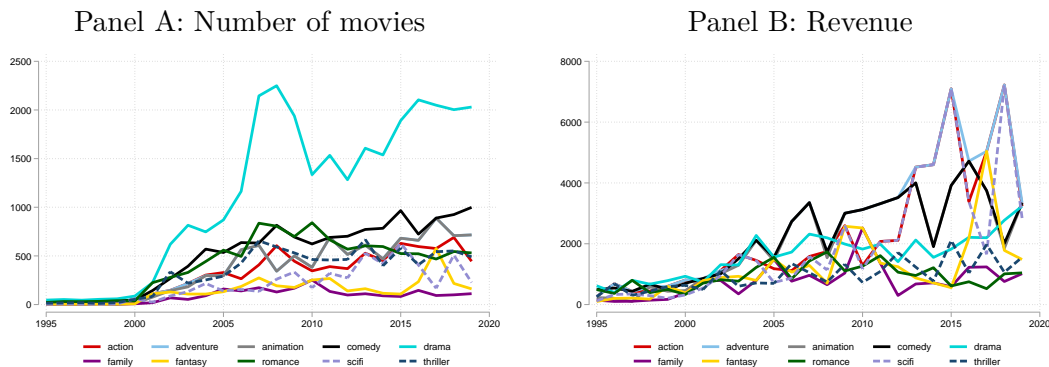 Panel A: Number of movies
2500
2000
1500
1000
500
0
1995 2000 2005 2010 2015 2020
action adventure animation comedy drama
family fantasy romance scifi thriller
Panel B: Revenue
8000
6000
4000
2000
0
1995 2000 2005 2010 2015 2020
action adventure animation comedy drama
family fantasy romance scifi thriller